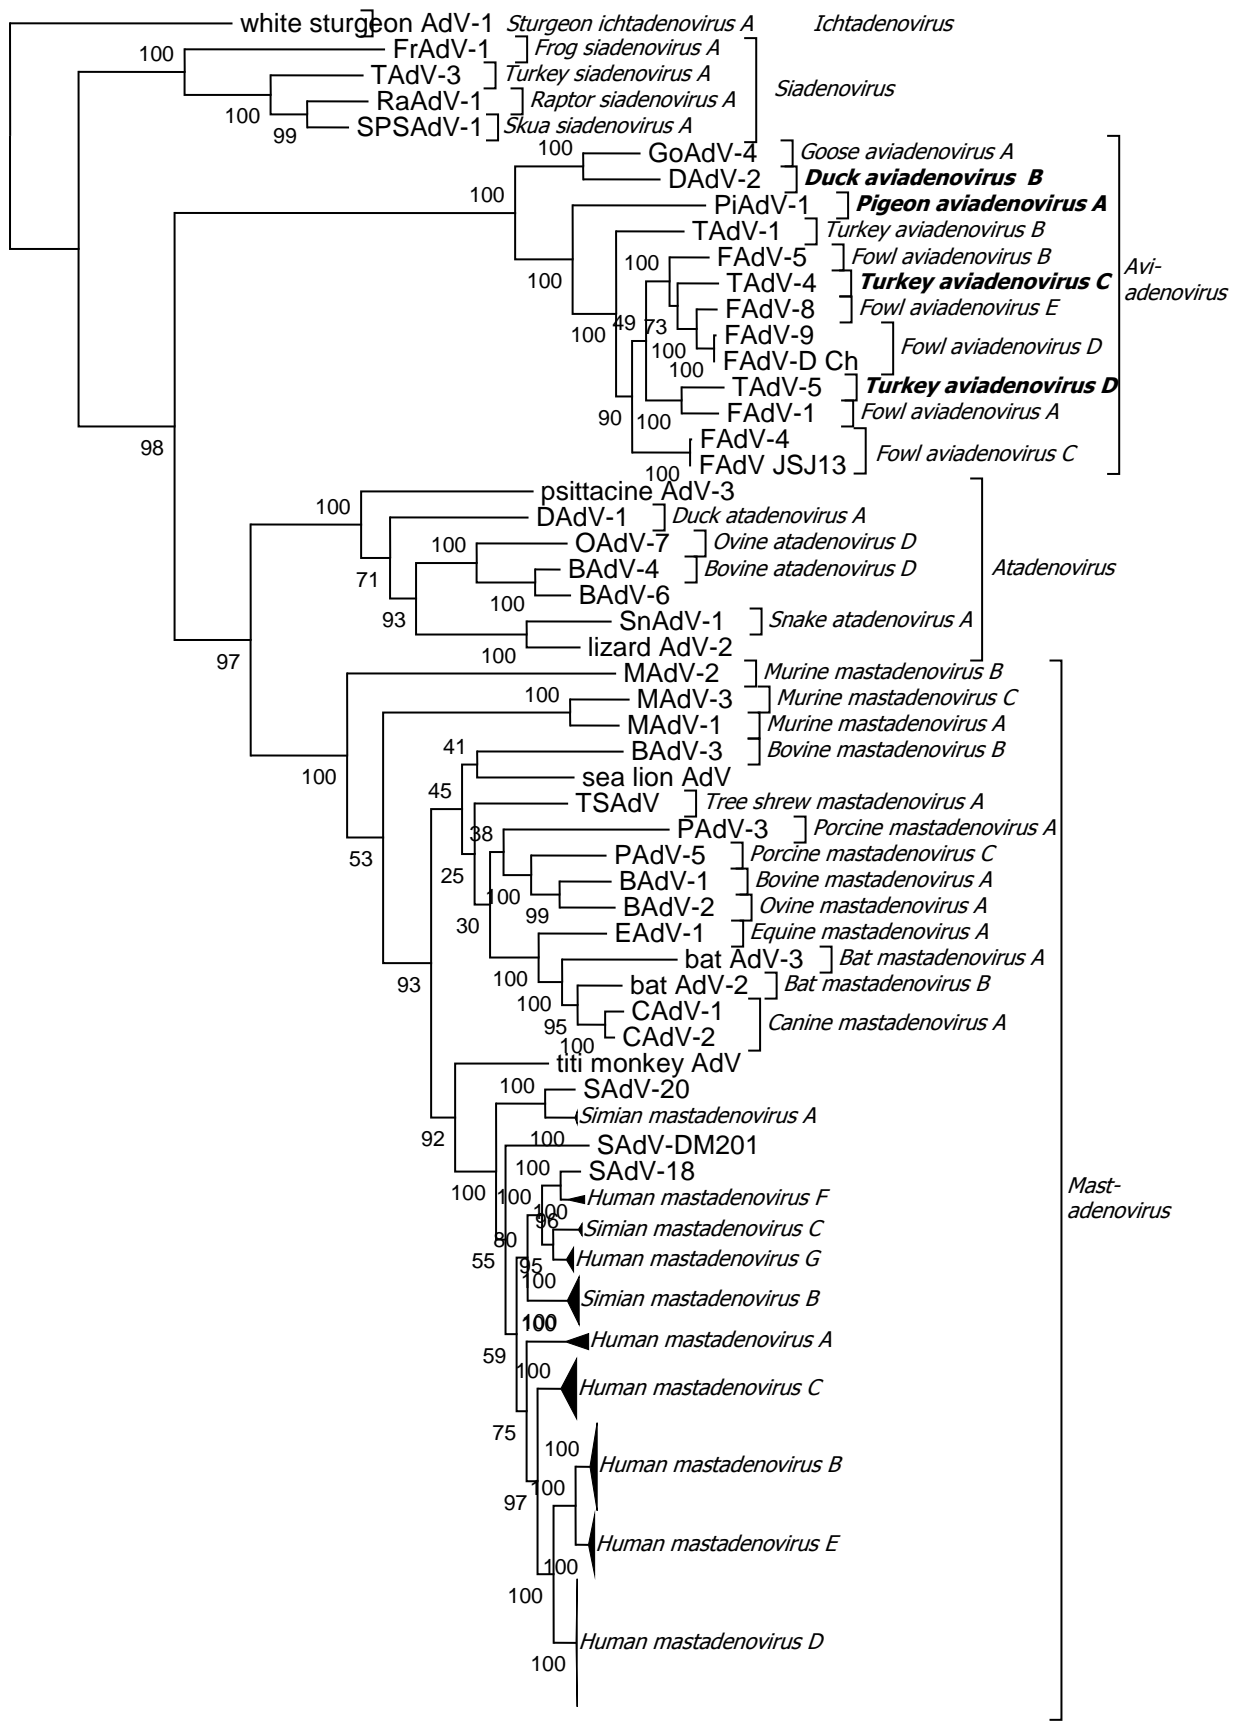 white sturgeon AdV-1 Sturgeon ichtadenovirus A Ichtadenovirus
100 FrAdV-1 Frog siadenovirus A
TAdV-3 Turkey siadenovirus A
Siadenovirus
RaAdV-1 Raptor siadenovirus A
100
SPSAdV-1 Skua siadenovirus A
99
100 GoAdV-4 Goose aviadenovirus A
DAdV-2 Duck aviadenovirus B
100
PiAdV-1 Pigeon aviadenovirus A
TAdV-1 Turkey aviadenovirus B
100 FAdV-5 Fowl aviadenovirus B
Avi-
adenovirus
100
TAdV-4 Turkey aviadenovirus C
FAdV-8 Fowl aviadenovirus E
100 49 73
FAdV-9
Fowl aviadenovirus D
100
FAdV-D Ch
100
TAdV-5 Turkey aviadenovirus D
FAdV-1 Fowl aviadenovirus A
90 100
FAdV-4
98
Fowl aviadenovirus C
FAdV JSJ13
100
psittacine AdV-3
100
DAdV-1 Duck atadenovirus A
100 OAdV-7 Ovine atadenovirus D
BAdV-4 Bovine atadenovirus D
Atadenovirus
71
BAdV-6
100
SnAdV-1 Snake atadenovirus A
93
lizard AdV-2
100
97
MAdV-2 Murine mastadenovirus B
100 MAdV-3 Murine mastadenovirus C
MAdV-1 Murine mastadenovirus A
41 BAdV-3 Bovine mastadenovirus B
100
sea lion AdV
45
TSAdV Tree shrew mastadenovirus A
38 PAdV-3 Porcine mastadenovirus A
53
PAdV-5 Porcine mastadenovirus C
25
BAdV-1 Bovine mastadenovirus A
100
BAdV-2 Ovine mastadenovirus A
99
30
EAdV-1 Equine mastadenovirus A
bat AdV-3 Bat mastadenovirus A
93 100
bat AdV-2 Bat mastadenovirus B
100
CAdV-1
Canine mastadenovirus A
95
CAdV-2
100
titi monkey AdV
100 SAdV-20
Simian mastadenovirus A
92 100
SAdV-DM201
100 SAdV-18
Mast-
adenovirus
100 100 Human mastadenovirus F
100
96
Simian mastadenovirus C
80
55 95 Human mastadenovirus G
100
Simian mastadenovirus B
100
100
Human mastadenovirus A
59
100
Human mastadenovirus C
75
100
Human mastadenovirus B
97 100
Human mastadenovirus E
100
100
Human mastadenovirus D
100